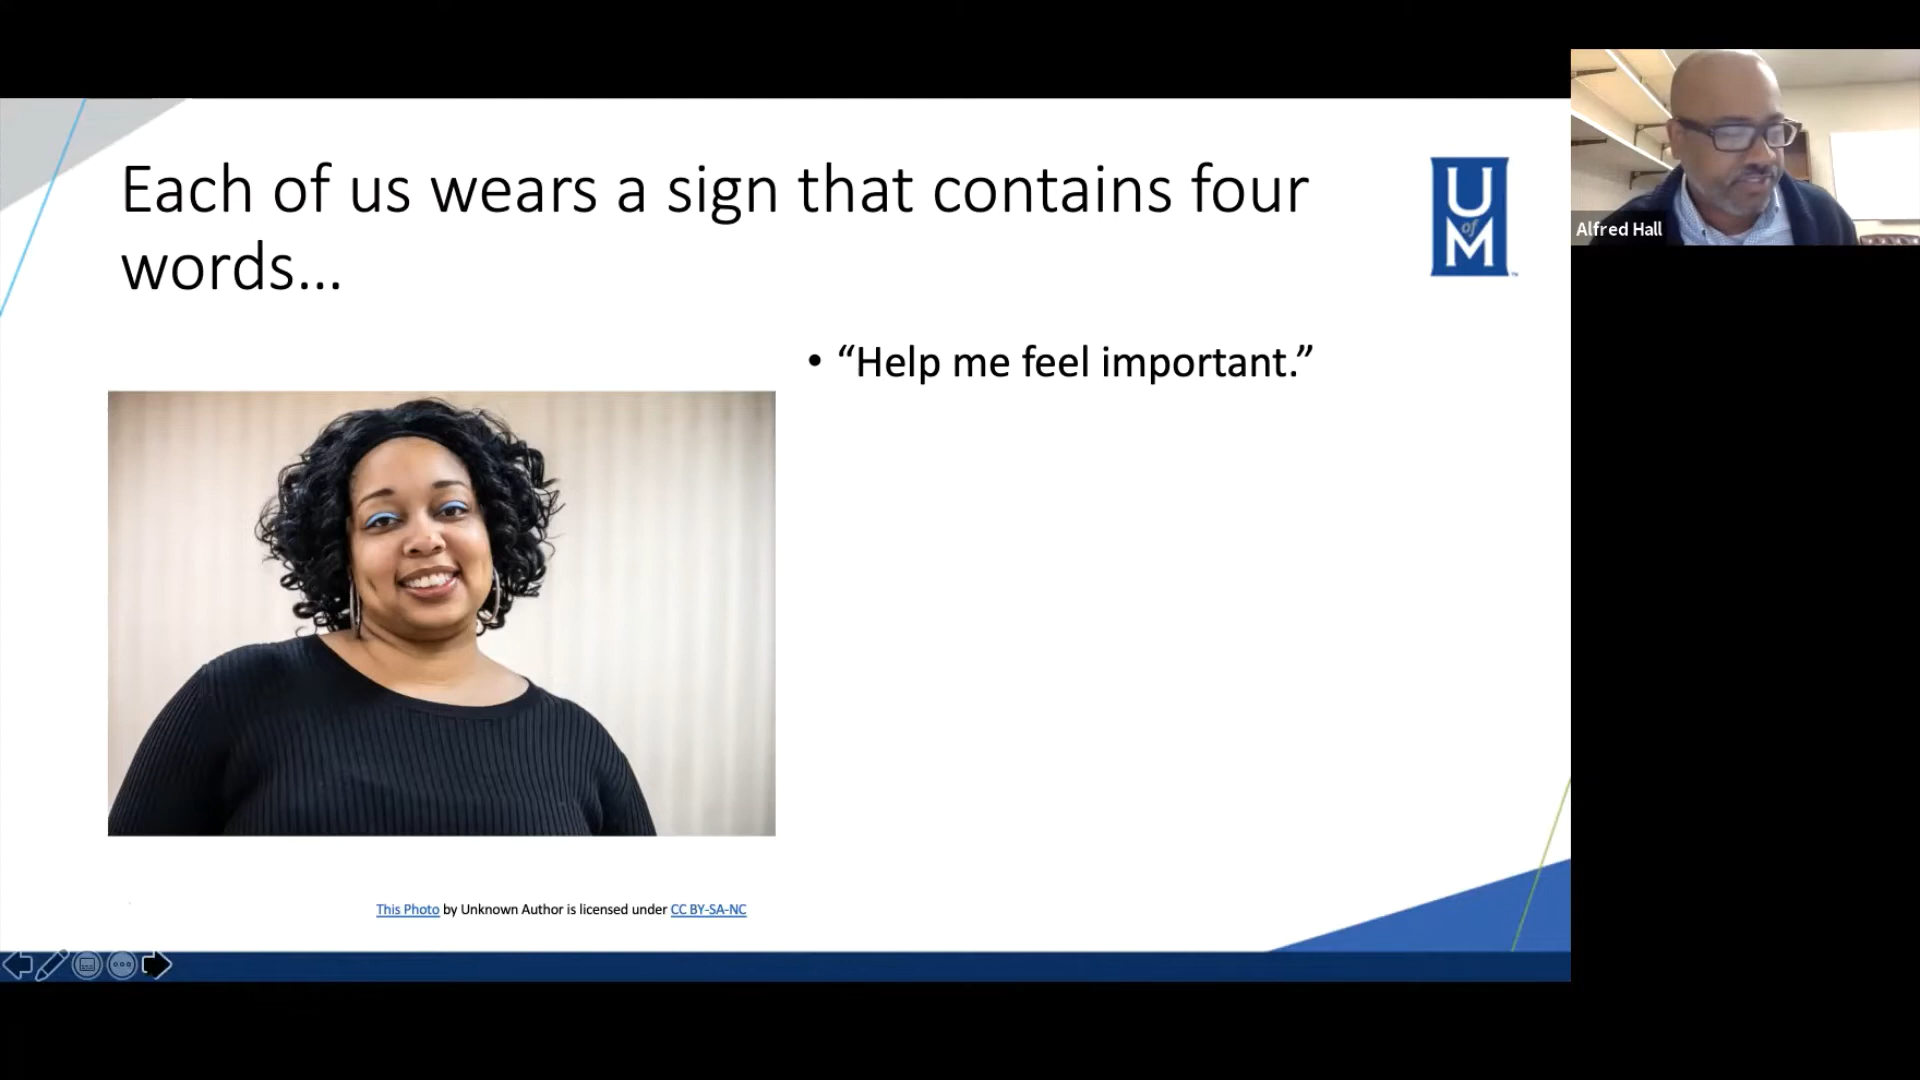 Each of us wears a sign that contains four
words...
U
of
M
TM
Alfred Hall
• “Help me feel important.”
This Photo by Unknown Author is licensed under CC BY-SA-NC